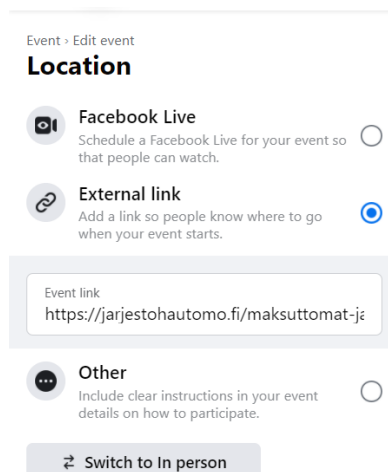 Event › Edit event
Location
Facebook Live
Schedule a Facebook Live for your event so
that people can watch.
External link
Add a link so people know where to go
when your event starts.
Event link
https://jarjestohautomo.fi/maksuttomat-ja
Other
Include clear instructions in your event
details on how to participate.
Switch to In person